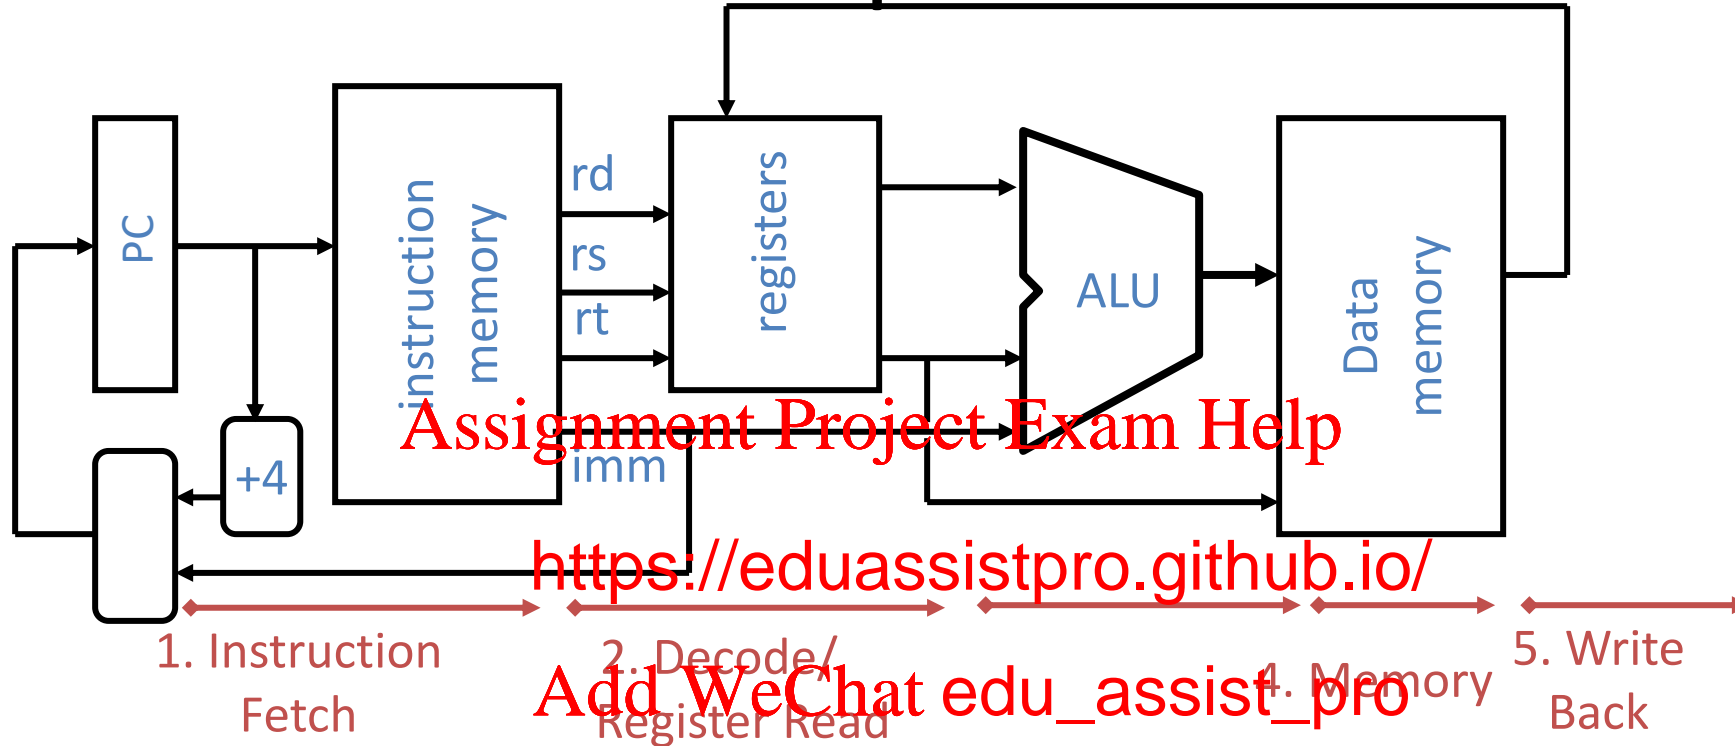 PC
+4
instruction
memory
rd
rs
rt
imm
registers
ALU
Data
memory
Assignment Project Exam Help
https://eduassistpro.github.io/
Add WeChat edu_assist_pro
1. Instruction
Fetch
2. Decode/
Register Read
4. Memory
5. Write
Back